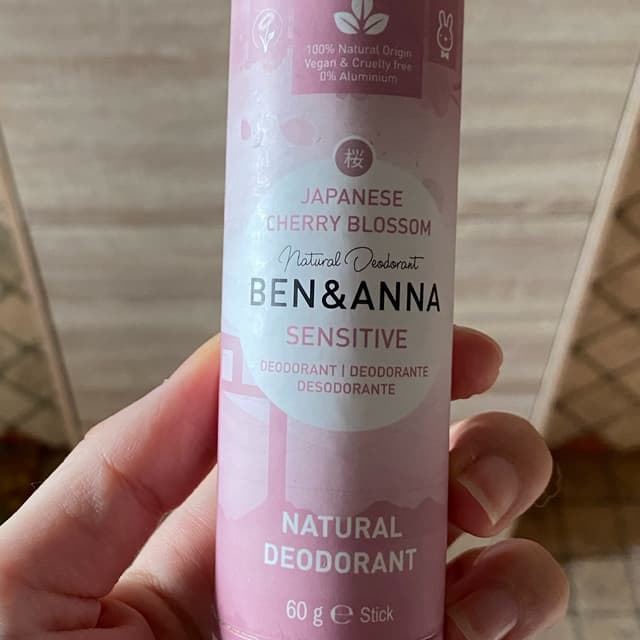 100% Natural Origin
Vegan & Cruelty free
0% Aluminium
桜
JAPANESE
CHERRY BLOSSOM
Natural Deodorant
BEN&ANNA
SENSITIVE
DEODORANT | DEODORANTE
DESODORANTE
NATURAL
DEODORANT
60 g ℮ Stick